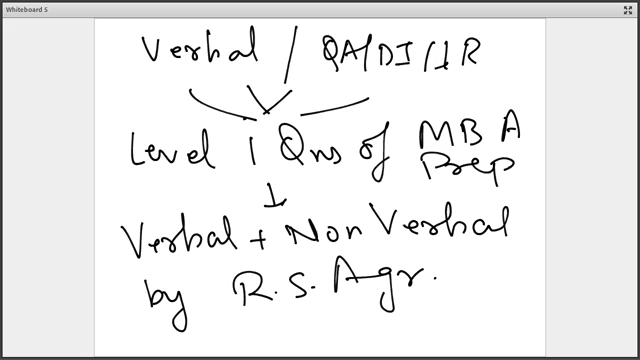 Whiteboard 5
Verbal / QA/DI/LR
Level 1 Qns of MBA Prep
↓
Verbal + Non Verbal
by R.S. Agr.